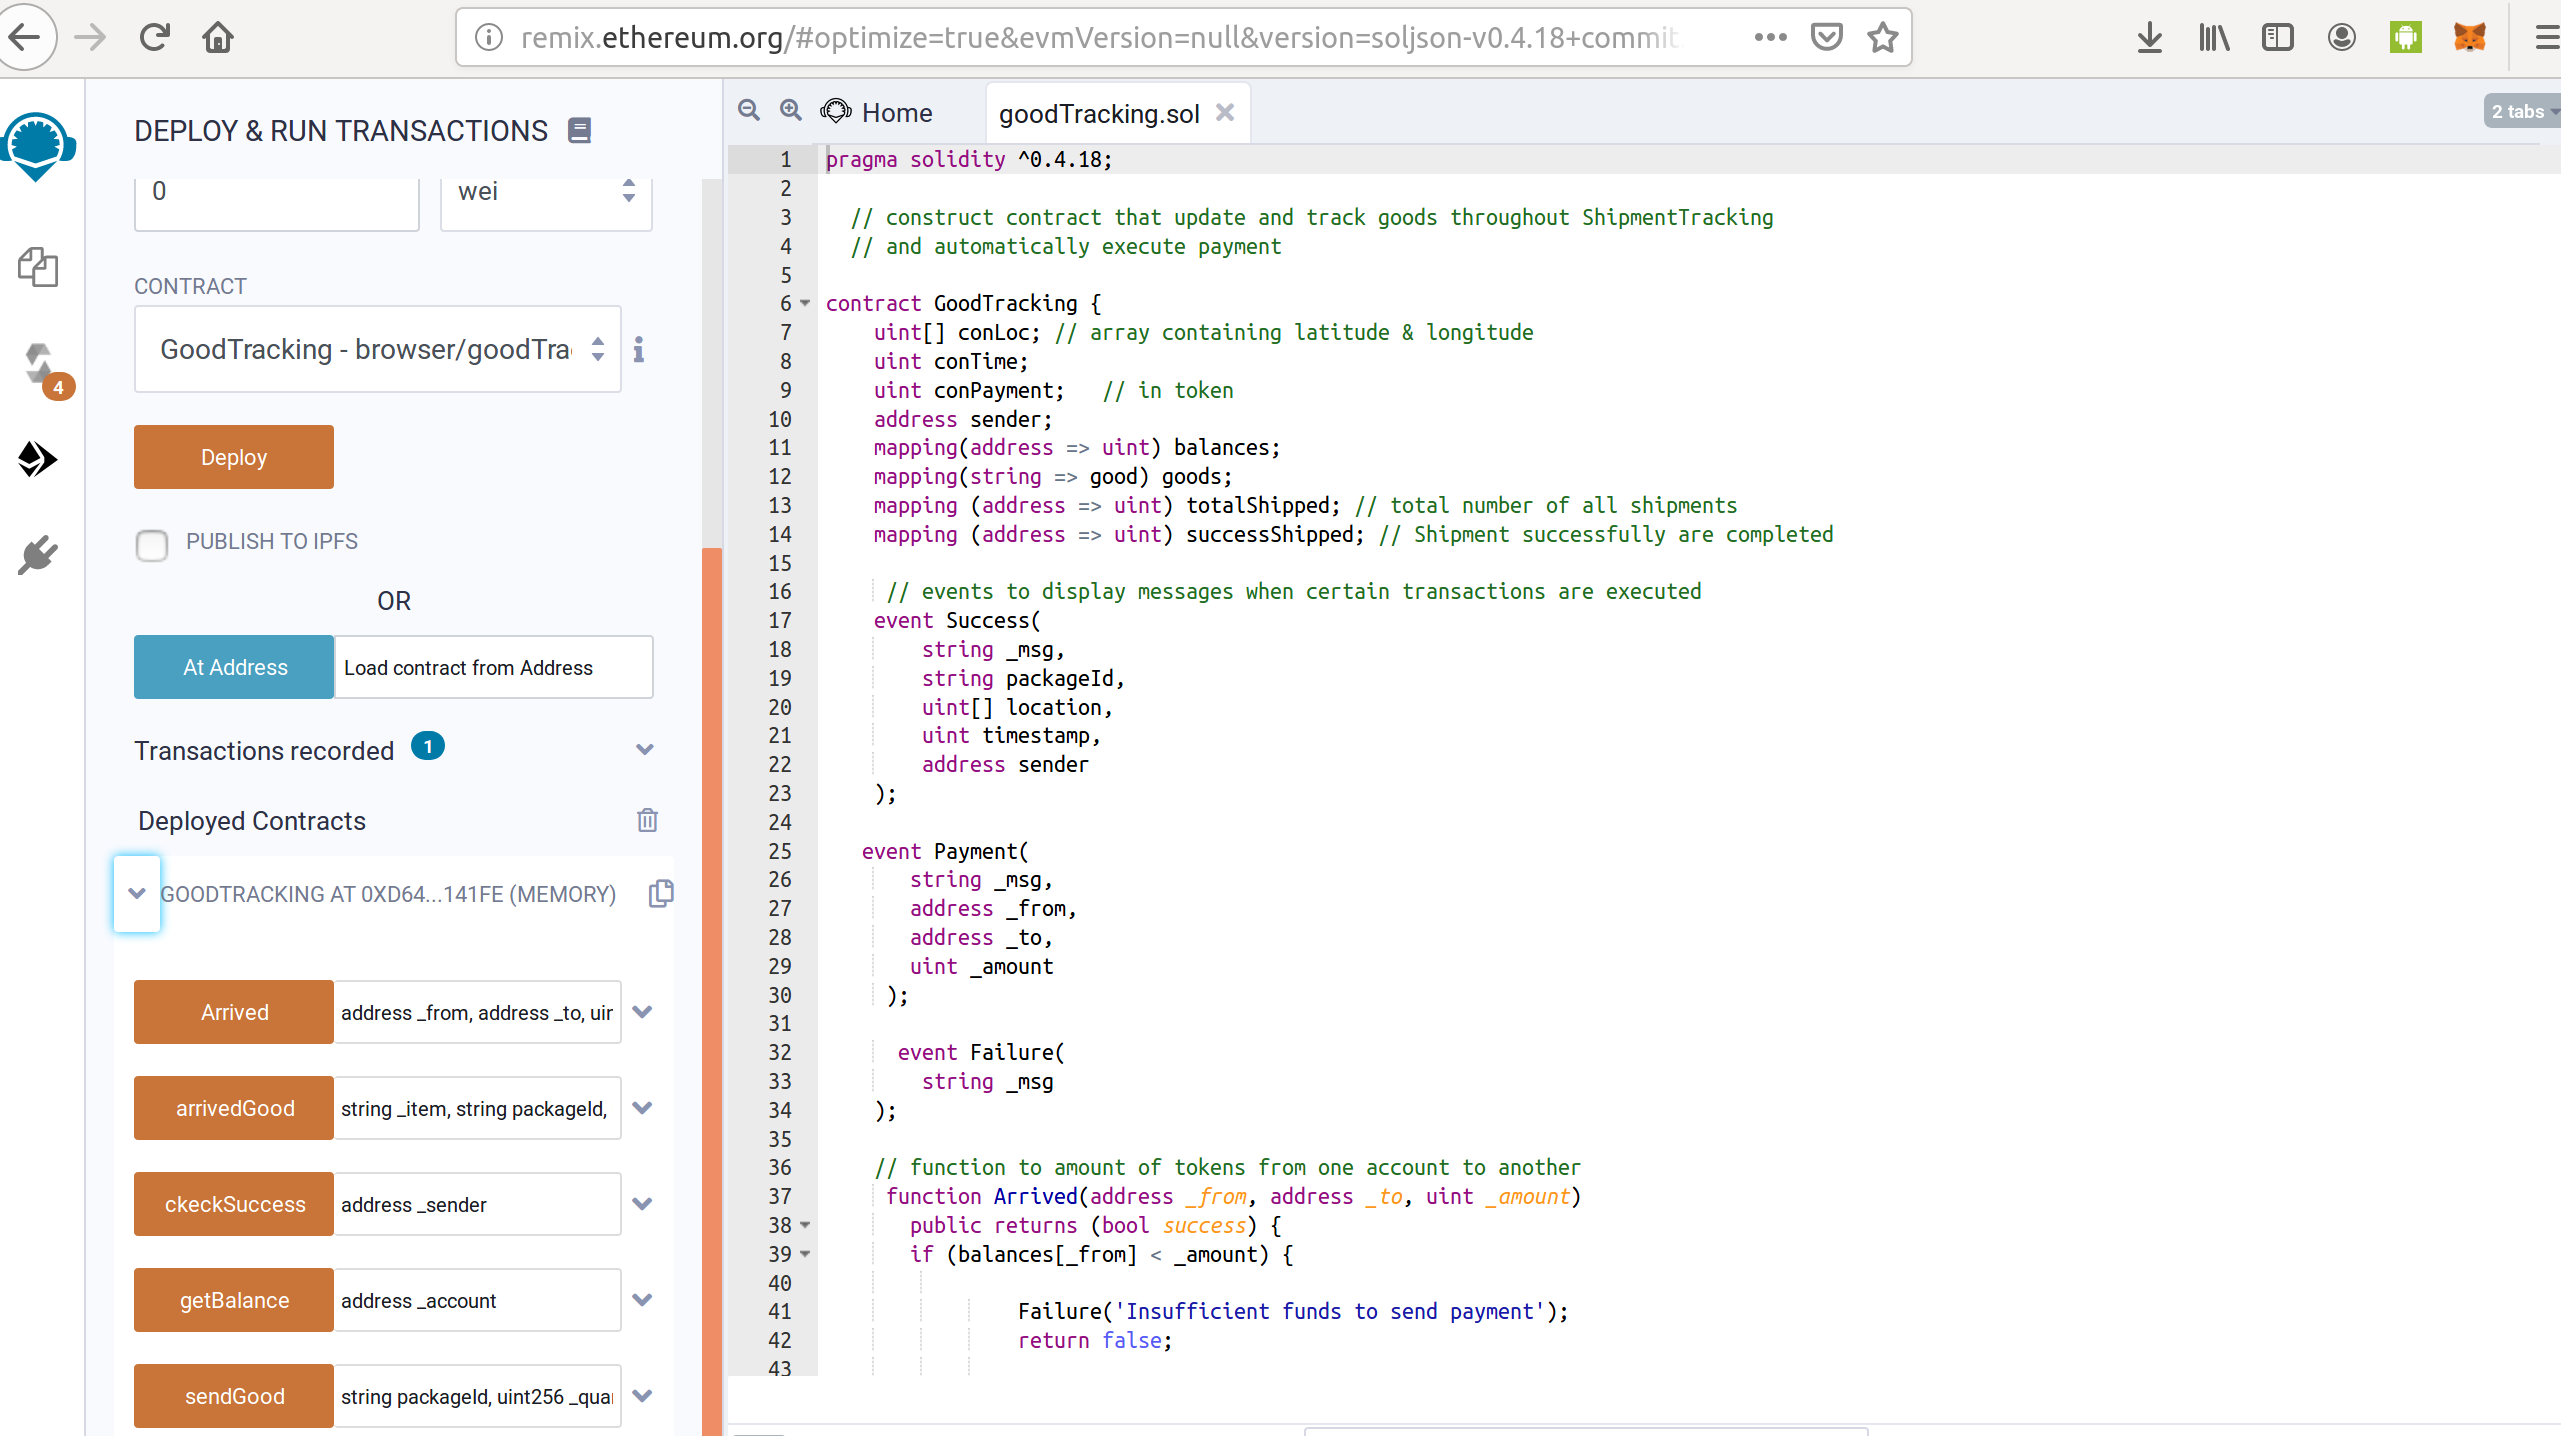 remix.ethereum.org/#optimize=true&evmVersion=null&version=soljson-v0.4.18+commit
DEPLOY & RUN TRANSACTIONS
0
wei
CONTRACT
GoodTracking - browser/goodTra
4
Deploy
PUBLISH TO IPFS
OR
At Address
Load contract from Address
Transactions recorded 1
Deployed Contracts
GOODTRACKING AT 0XD64...141FE (MEMORY)
Arrived
address _from, address _to, uin
arrivedGood
string _item, string packageId,
ckeckSuccess
address _sender
getBalance
address _account
sendGood
string packageId, uint256 _quan
Home
goodTracking.sol
2 tabs
1 pragma solidity ^0.4.18;
2
3 // construct contract that update and track goods throughout ShipmentTracking
4 // and automatically execute payment
5
6 contract GoodTracking {
7 uint[] conLoc; // array containing latitude & longitude
8 uint conTime;
9 uint conPayment; // in token
10 address sender;
11 mapping(address => uint) balances;
12 mapping(string => good) goods;
13 mapping (address => uint) totalShipped; // total number of all shipments
14 mapping (address => uint) successShipped; // Shipment successfully are completed
15
16 // events to display messages when certain transactions are executed
17 event Success(
18 string _msg,
19 string packageId,
20 uint[] location,
21 uint timestamp,
22 address sender
23 );
24
25 event Payment(
26 string _msg,
27 address _from,
28 address _to,
29 uint _amount
30 );
31
32 event Failure(
33 string _msg
34 );
35
36 // function to amount of tokens from one account to another
37 function Arrived(address _from, address _to, uint _amount)
38 public returns (bool success) {
39 if (balances[_from] < _amount) {
40
41 Failure('Insufficient funds to send payment');
42 return false;
43